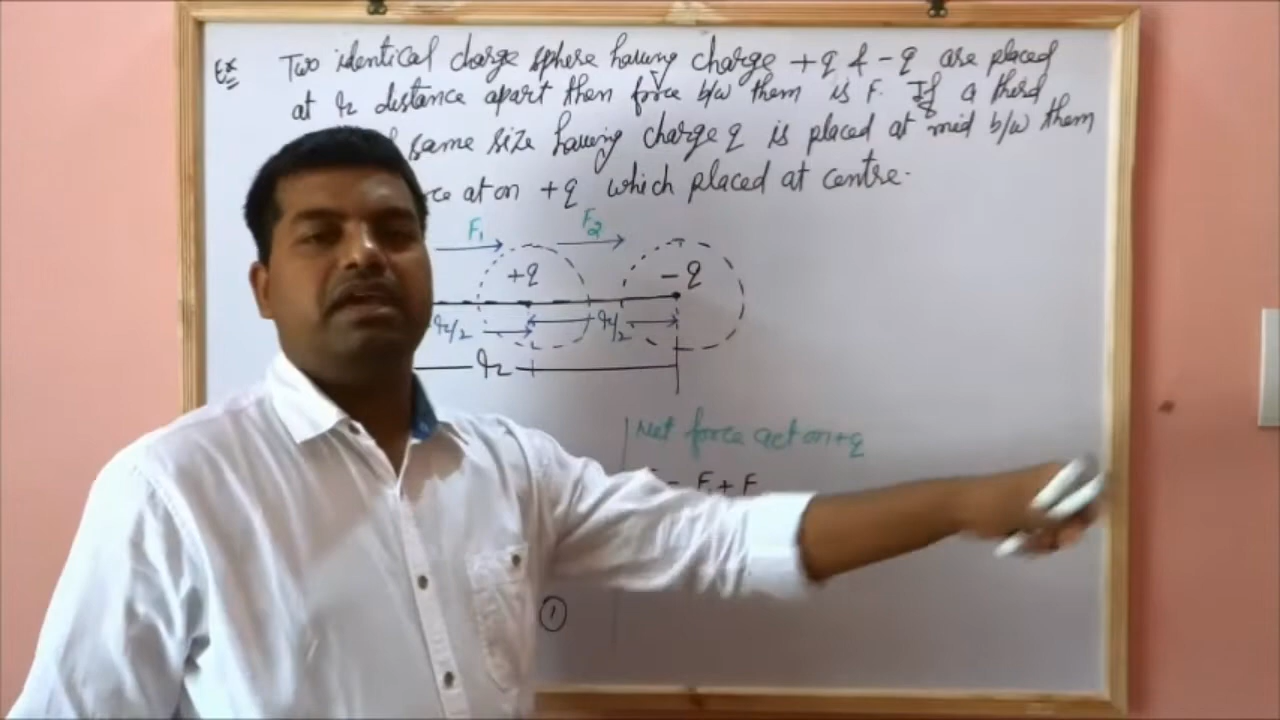 Ex Two identical charge sphere having charge +q & -q are placed
at r distance apart then force b/w them is F. If a third
same size having charge q is placed at mid b/w them
ce at on +q which placed at centre.
F₁ F₂
+q -q
r/2 r/2
r
Net force act on +q
= F₁ + F
①